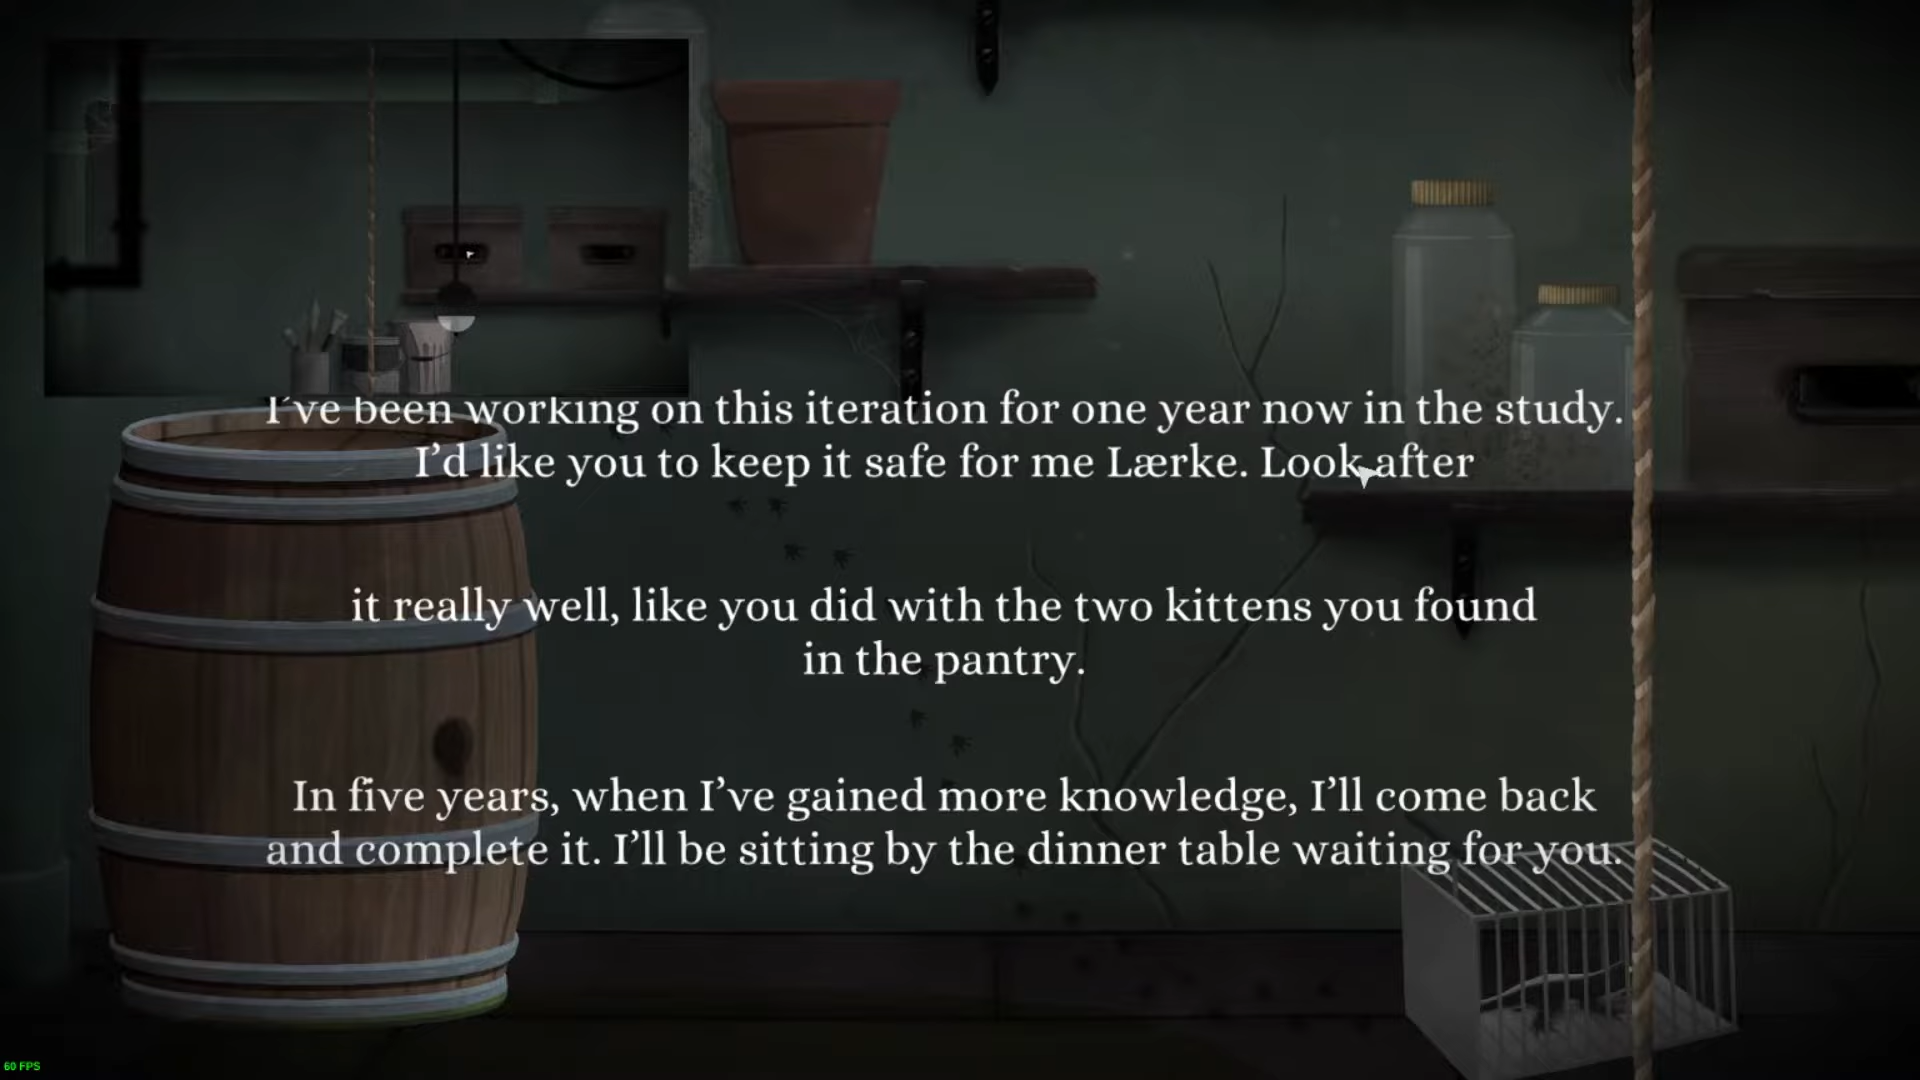 I've been working on this iteration for one year now in the study.
I'd like you to keep it safe for me Lærke. Look after
it really well, like you did with the two kittens you found
in the pantry.
In five years, when I've gained more knowledge, I'll come back
and complete it. I'll be sitting by the dinner table waiting for you.
60 FPS